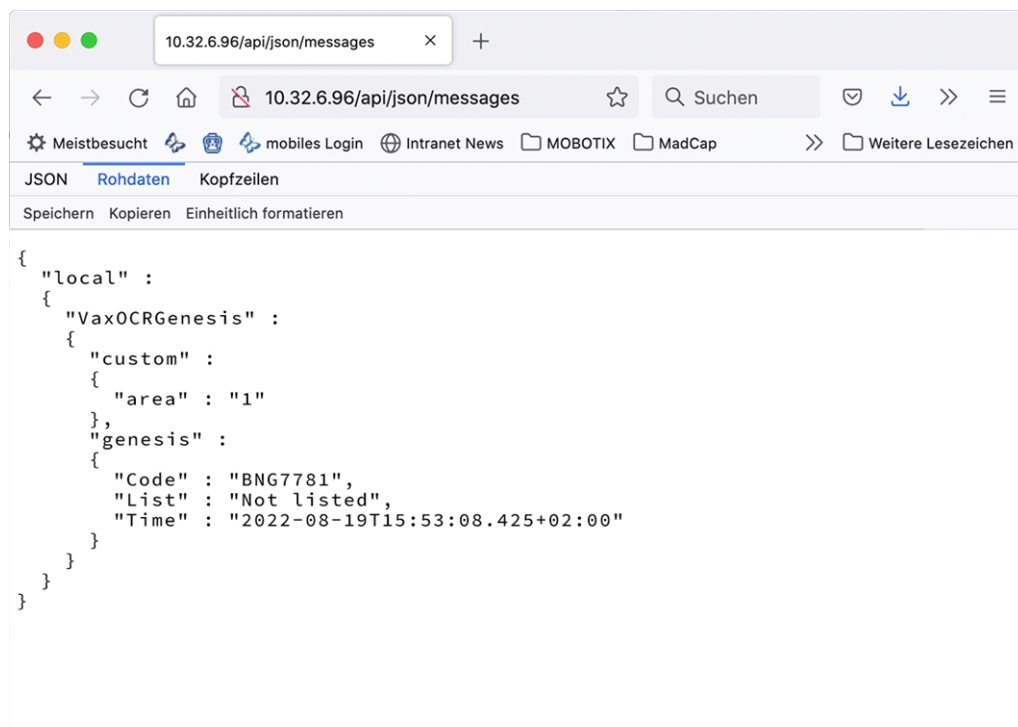 10.32.6.96/api/json/messages
10.32.6.96/api/json/messages Suchen
Meistbesucht mobiles Login Intranet News MOBOTIX MadCap Weitere Lesezeichen
JSON Rohdaten Kopfzeilen
Speichern Kopieren Einheitlich formatieren
{
"local" :
{
"VaxOCRGenesis" :
{
"custom" :
{
"area" : "1"
},
"genesis" :
{
"Code" : "BNG7781",
"List" : "Not listed",
"Time" : "2022-08-19T15:53:08.425+02:00"
}
}
}
}